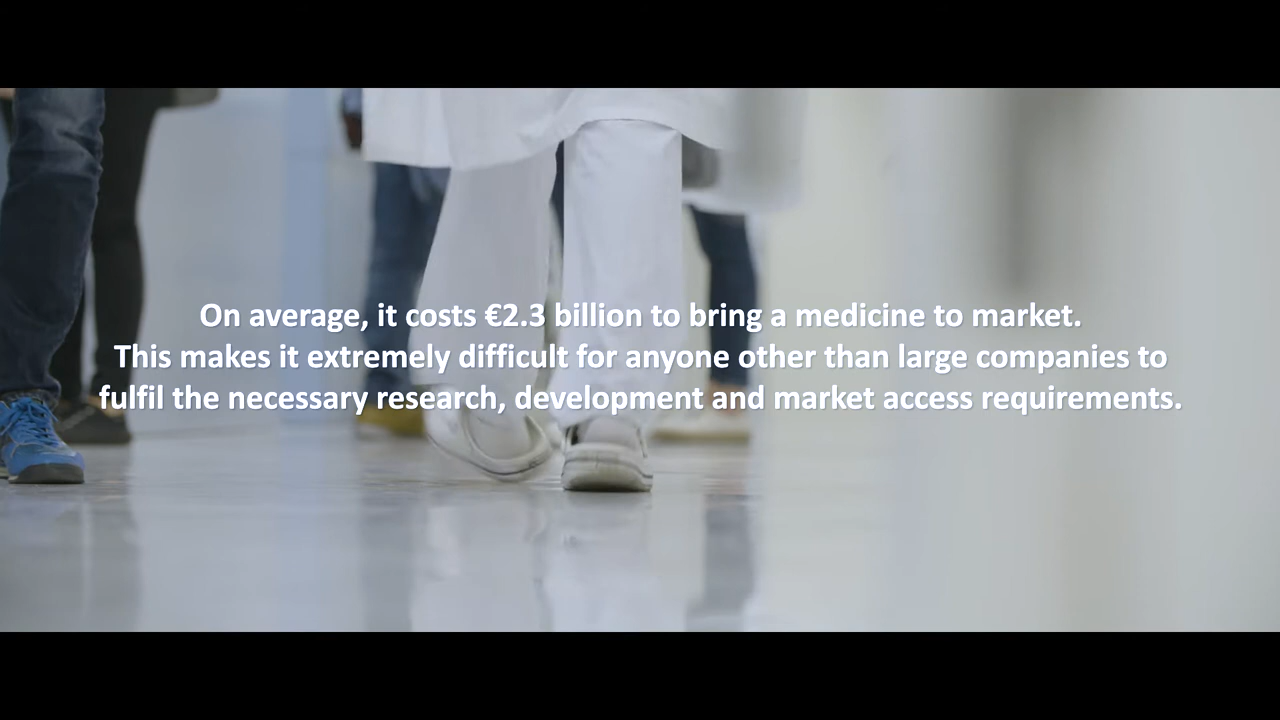 On average, it costs €2.3 billion to bring a medicine to market.
This makes it extremely difficult for anyone other than large companies to
fulfil the necessary research, development and market access requirements.